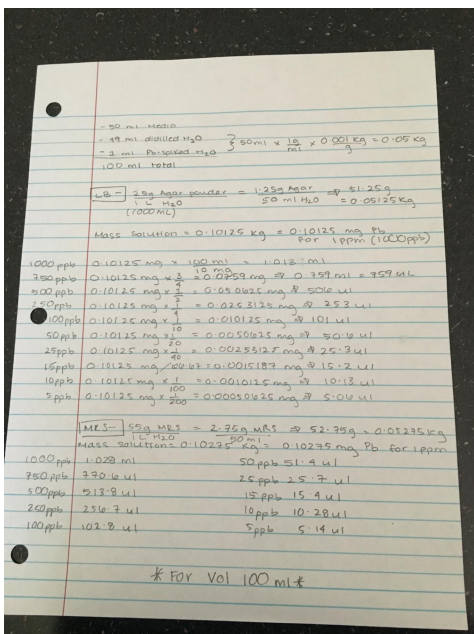 - 50 ml Media
- 49 ml distilled H2O } 50ml × 1g/ml × 0.001 kg/g = 0.05 kg
- 1 ml Pb-spiked H2O
100 ml total
LB - 25g Agar powder / 1 L H2O (1000 mL) = 1.25g Agar / 50 ml H2O ⇒ 51.25g = 0.05125 kg
Mass Solution = 0.10125 kg = 0.10125 mg Pb for 1 ppm (1000 ppb)
1000 ppb 0.10125 mg × 100 ml / 10 mg = 1.013 ml
750 ppb 0.10125 mg × 3/4 = 0.0759 mg ⇒ 0.759 ml = 759 uL
500 ppb 0.10125 mg × 1/2 = 0.050625 mg ⇒ 506 ul
250 ppb 0.10125 mg × 1/4 = 0.0253125 mg ⇒ 253 ul
100 ppb 0.10125 mg × 1/10 = 0.010125 mg ⇒ 101 ul
50 ppb 0.10125 mg × 1/20 = 0.0050625 mg ⇒ 50.6 ul
25 ppb 0.10125 mg × 1/40 = 0.00253125 mg ⇒ 25.3 ul
15 ppb 0.10125 mg / 66.67 = 0.0015187 mg ⇒ 15.2 ul
10 ppb 0.10125 mg × 1/100 = 0.0010125 mg ⇒ 10.13 ul
5 ppb 0.10125 mg × 1/200 = 0.00050625 mg ⇒ 5.06 ul
MRS - 55g MRS / 1 L H2O = 2.75g MRS / 50 ml ⇒ 52.75g = 0.05275 kg
Mass solution = 0.10275 kg = 0.10275 mg Pb for 1 ppm
1000 ppb 1.028 ml 50 ppb 51.4 ul
750 ppb 770.6 ul 25 ppb 25.7 ul
500 ppb 513.8 ul 15 ppb 15.4 ul
250 ppb 256.7 ul 10 ppb 10.28 ul
100 ppb 102.8 ul 5 ppb 5.14 ul
* For Vol 100 ml *